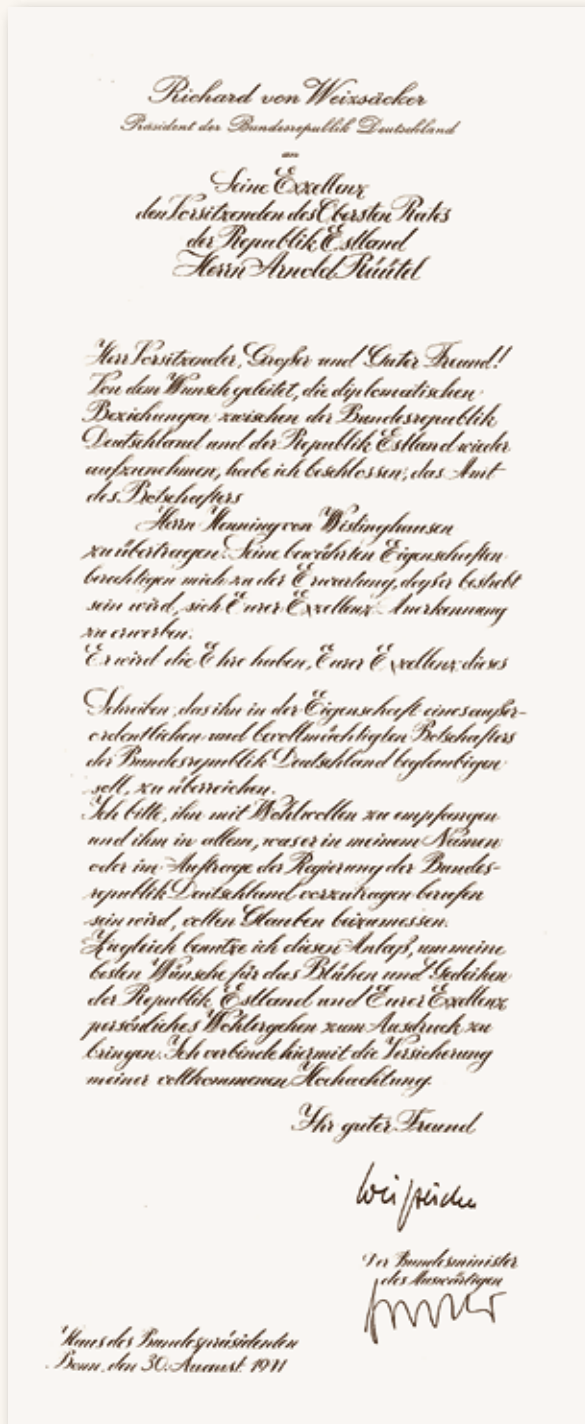 Richard von Weizsäcker
Präsident der Bundesrepublik Deutschland
an
Seine Exzellenz
den Vorsitzenden des Obersten Rates
der Republik Estland
Herrn Arnold Rüütel
Herr Vorsitzender, Großer und Guter Freund!
Von dem Wunsch geleitet, die diplomatischen
Beziehungen zwischen der Bundesrepublik
Deutschland und der Republik Estland wieder
aufzunehmen, habe ich beschlossen, das Amt
des Botschafters
Herrn Henning von Wistinghausen
zu übertragen. Seine bewährten Eigenschaften
berechtigen mich zu der Erwartung, daß er bestrebt
sein wird, sich Eurer Exzellenz Anerkennung
zu erwerben.
Er wird die Ehre haben, Eurer Exzellenz dieses
Schreiben, das ihn in der Eigenschaft eines außer-
ordentlichen und bevollmächtigten Botschafters
der Bundesrepublik Deutschland beglaubigen
soll, zu überreichen.
Ich bitte, ihn mit Wohlwollen zu empfangen
und ihm in allem, was er in meinem Namen
oder im Auftrage der Regierung der Bundes-
republik Deutschland vorzutragen berufen
sein wird, vollen Glauben beizumessen.
Zugleich benutze ich diesen Anlaß, um meine
besten Wünsche für das Blühen und Gedeihen
der Republik Estland und Eurer Exzellenz
persönliches Wohlergehen zum Ausdruck zu
bringen. Ich verbinde hiermit die Versicherung
meiner vollkommenen Hochachtung.
Ihr guter Freund
Weizsäcker
Der Bundesminister
des Auswärtigen
Haus des Bundespräsidenten
Bonn, den 30. August 1991